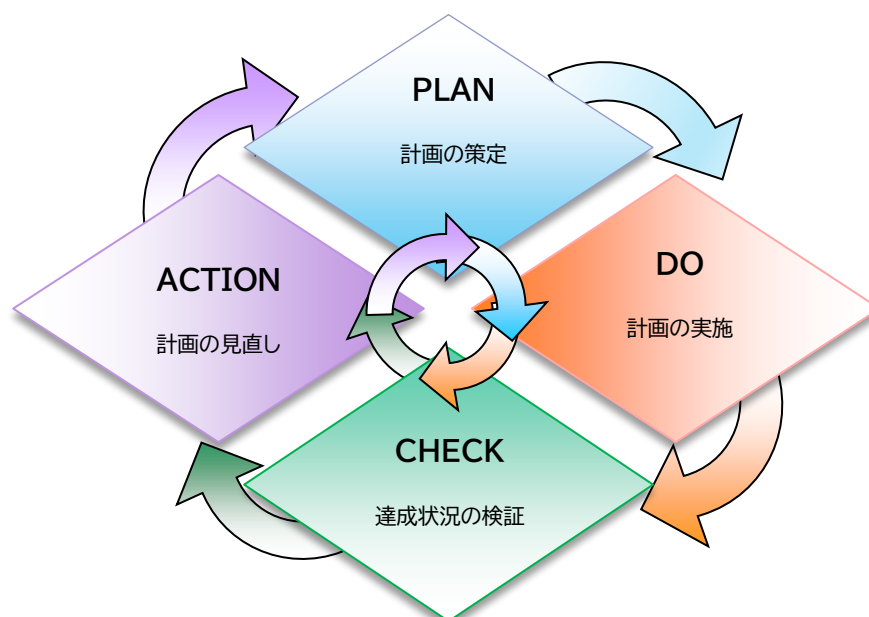 PLAN
計画の策定
DO
計画の実施
CHECK
達成状況の検証
ACTION
計画の見直し